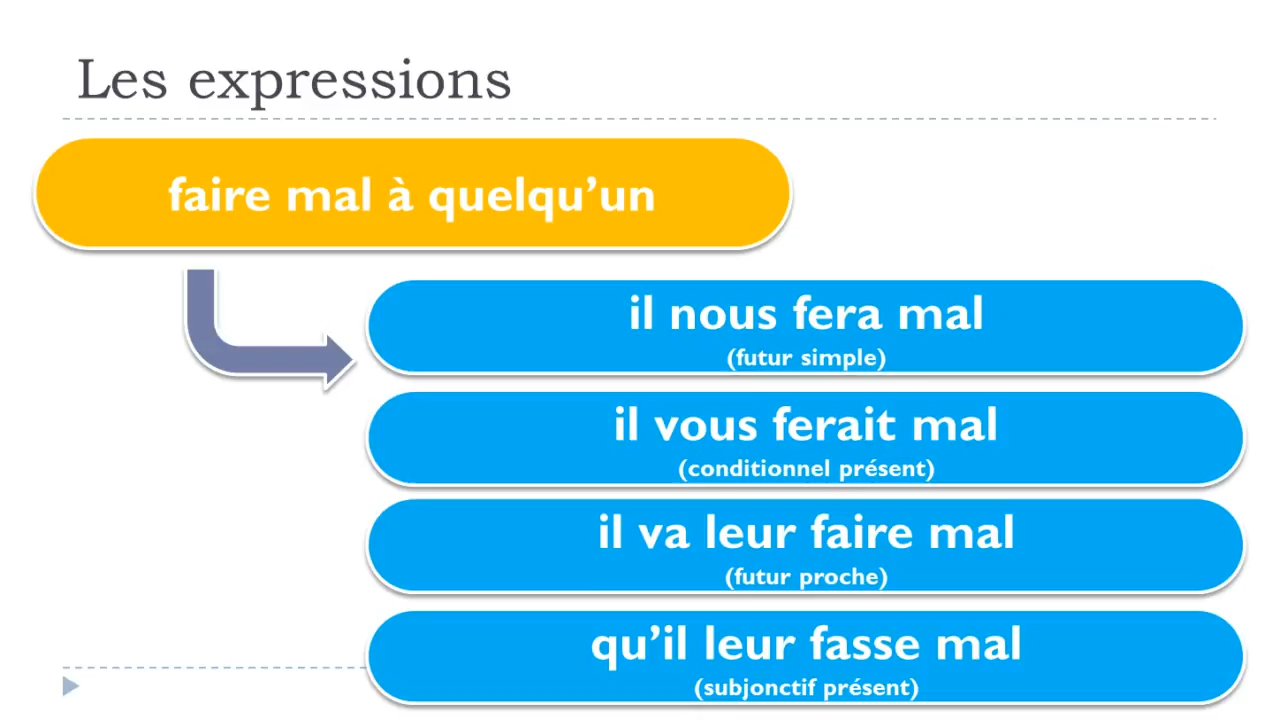 Les expressions
faire mal à quelqu’un
il nous fera mal
(futur simple)
il vous ferait mal
(conditionnel présent)
il va leur faire mal
(futur proche)
qu’il leur fasse mal
(subjonctif présent)